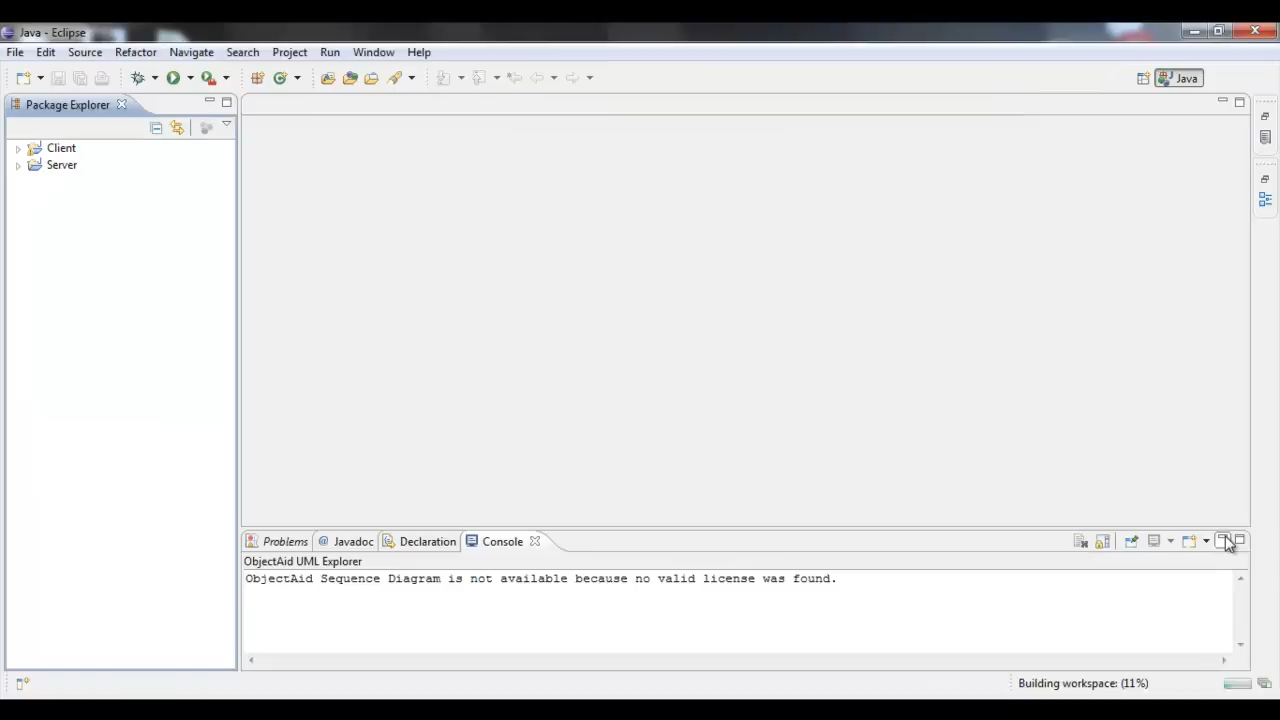 Java - Eclipse
File Edit Source Refactor Navigate Search Project Run Window Help
Java
Package Explorer
Client
Server
Problems @ Javadoc Declaration Console
ObjectAid UML Explorer
ObjectAid Sequence Diagram is not available because no valid license was found.
Building workspace: (11%)